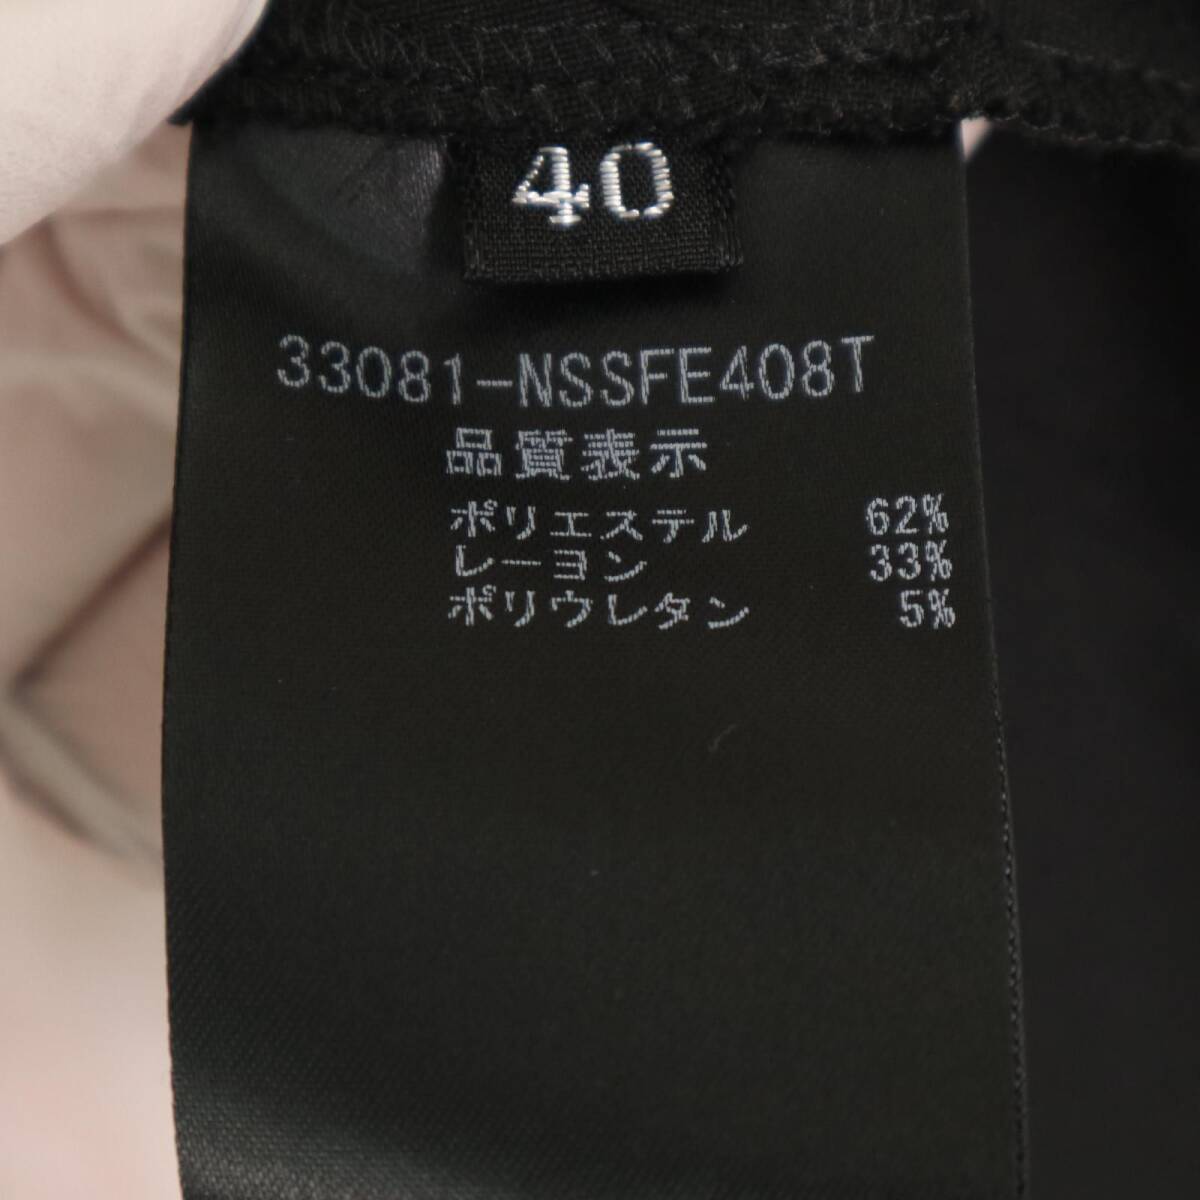 40
33081-NSSFE408T
品質表示
ポリエステル 62%
レーヨン 33%
ポリウレタン 5%